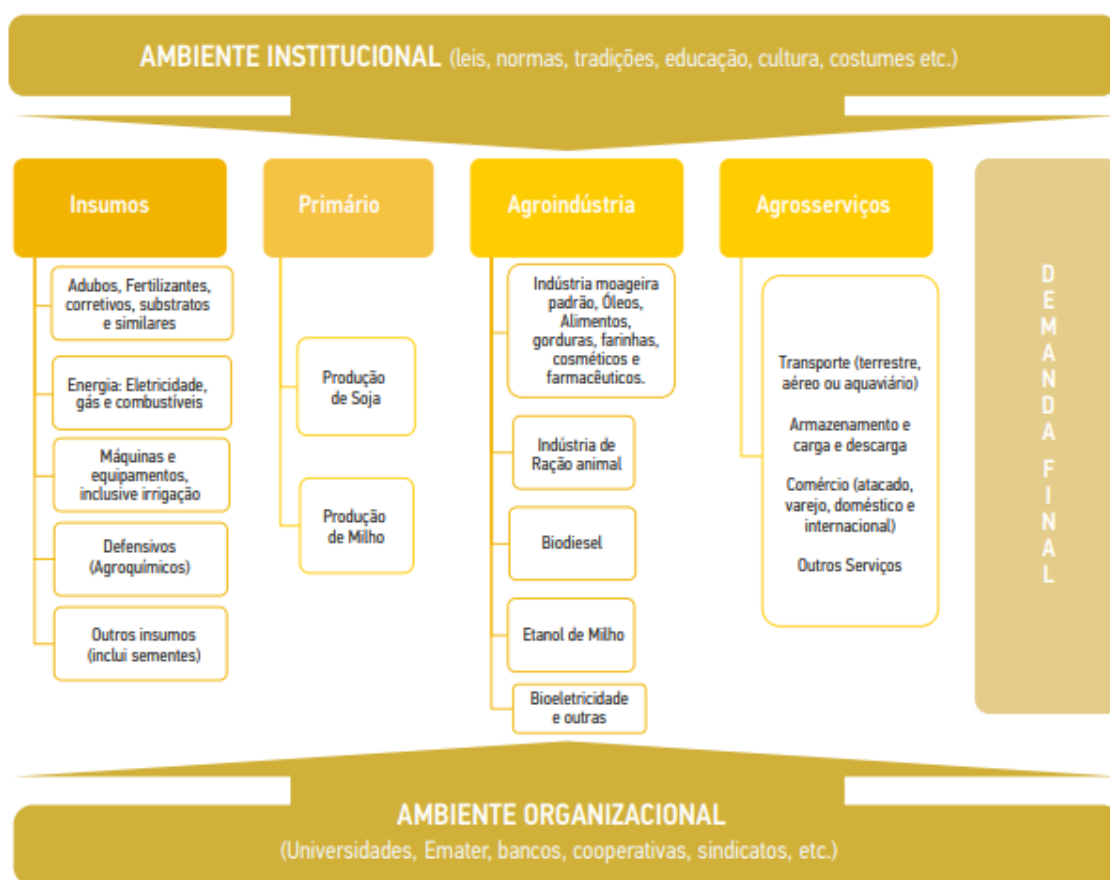 AMBIENTE INSTITUCIONAL (leis, normas, tradições, educação, cultura, costumes etc.)
Insumos
Adubos, Fertilizantes,
corretivos, substratos
e similares
Energia: Eletricidade,
gás e combustíveis
Máquinas e
equipamentos,
inclusive irrigação
Defensivos
(Agroquímicos)
Outros insumos
(inclui sementes)
Primário
Produção
de Soja
Produção
de Milho
Agroindústria
Indústria moageira
padrão, Óleos,
Alimentos,
gorduras, farinhas,
cosméticos e
farmacêuticos.
Indústria de
Ração animal
Biodiesel
Etanol de Milho
Bioeletricidade
e outras
Agrosserviços
Transporte (terrestre,
aéreo ou aquaviário)
Armazenamento e
carga e descarga
Comércio (atacado,
varejo, doméstico e
internacional)
Outros Serviços
DEMANDA FINAL
AMBIENTE ORGANIZACIONAL
(Universidades, Emater, bancos, cooperativas, sindicatos, etc.)